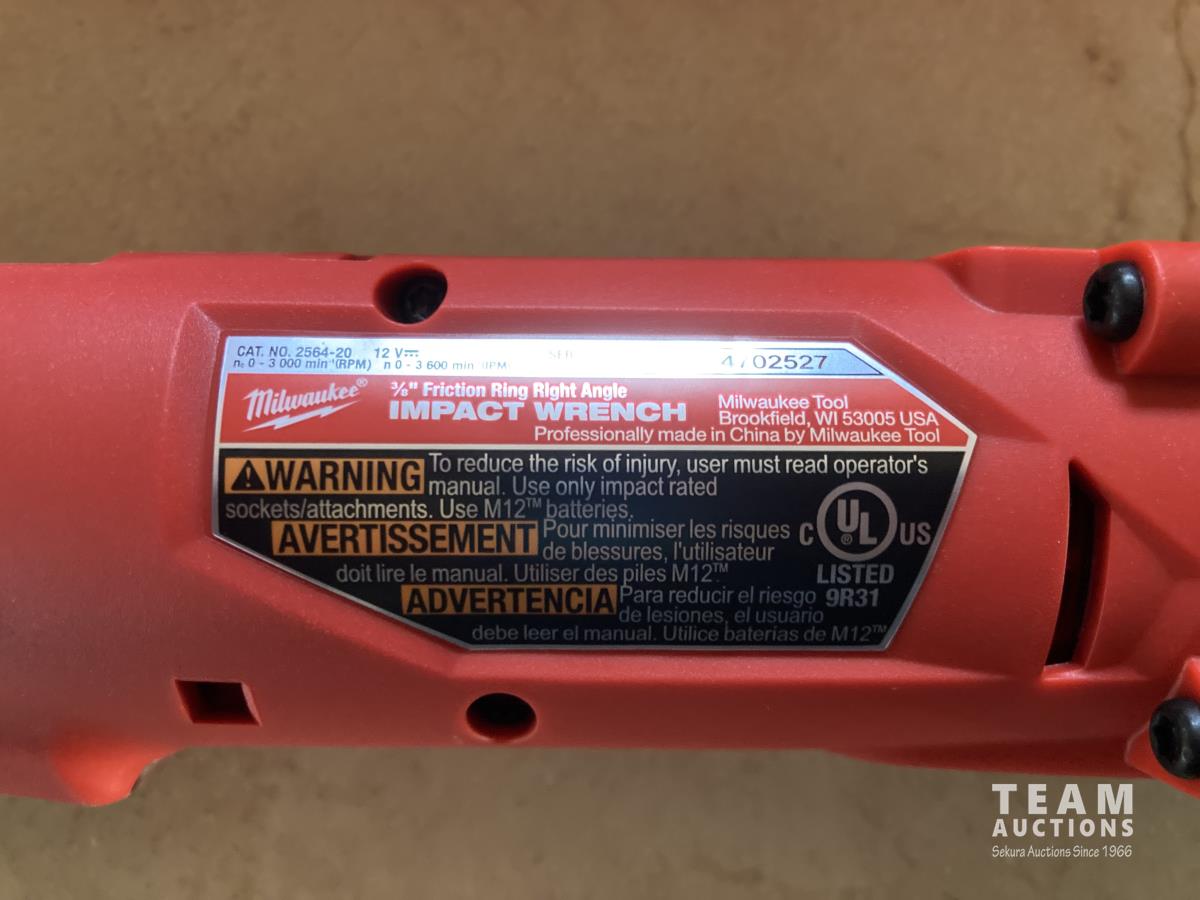 CAT. NO. 2564-20 12 V⎓
n₀ 0 - 3 000 min⁻¹(RPM) n 0 - 3 600 min⁻¹(IPM)
SER
02527
Milwaukee®
3/8" Friction Ring Right Angle
IMPACT WRENCH
Milwaukee Tool
Brookfield, WI 53005 USA
Professionally made in China by Milwaukee Tool
⚠WARNING To reduce the risk of injury, user must read operator's
manual. Use only impact rated
sockets/attachments. Use M12™ batteries.
AVERTISSEMENT Pour minimiser les risques
de blessures, l'utilisateur
doit lire le manual. Utiliser des piles M12™.
ADVERTENCIA Para reducir el riesgo
de lesiones, el usuario
debe leer el manual. Utilice baterías de M12™
C UL® US
LISTED
9R31
TEAM
AUCTIONS
Sekura Auctions Since 1966